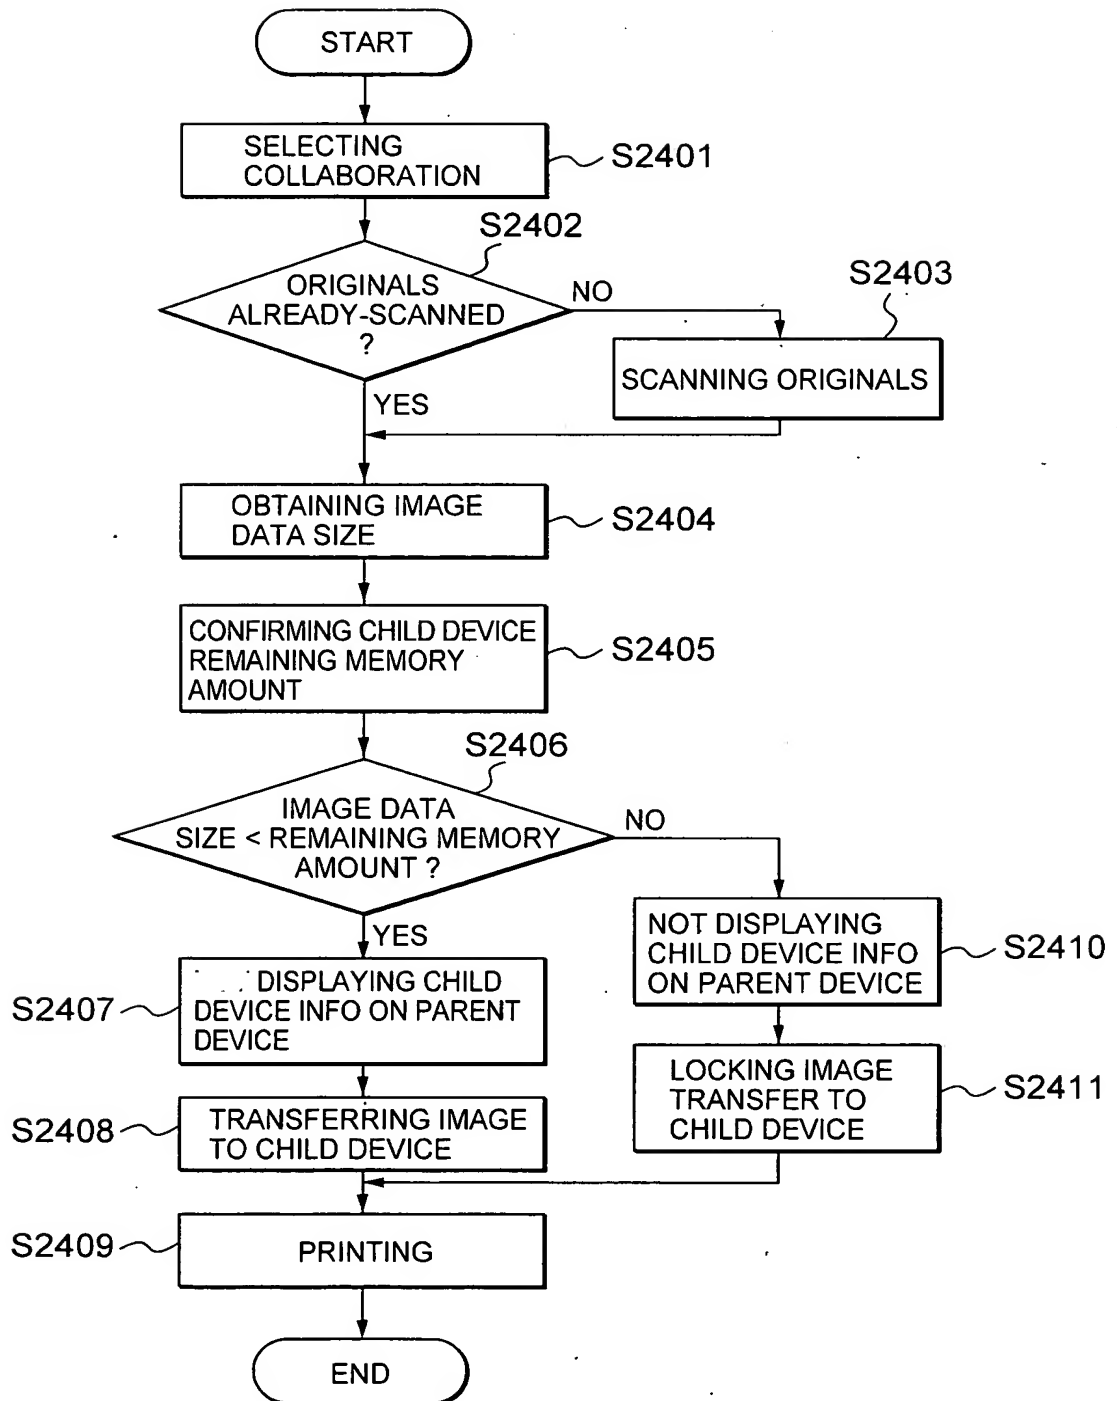 START
SELECTING
COLLABORATION
S2401
S2402
ORIGINALS
ALREADY-SCANNED
?
NO
S2403
SCANNING ORIGINALS
YES
OBTAINING IMAGE
DATA SIZE
S2404
CONFIRMING CHILD DEVICE
REMAINING MEMORY
AMOUNT
S2405
S2406
IMAGE DATA
SIZE < REMAINING MEMORY
AMOUNT ?
NO
YES
NOT DISPLAYING
CHILD DEVICE INFO
ON PARENT DEVICE
S2410
DISPLAYING CHILD
DEVICE INFO ON PARENT
DEVICE
S2407
LOCKING IMAGE
TRANSFER TO
CHILD DEVICE
S2411
TRANSFERRING IMAGE
TO CHILD DEVICE
S2408
PRINTING
S2409
END